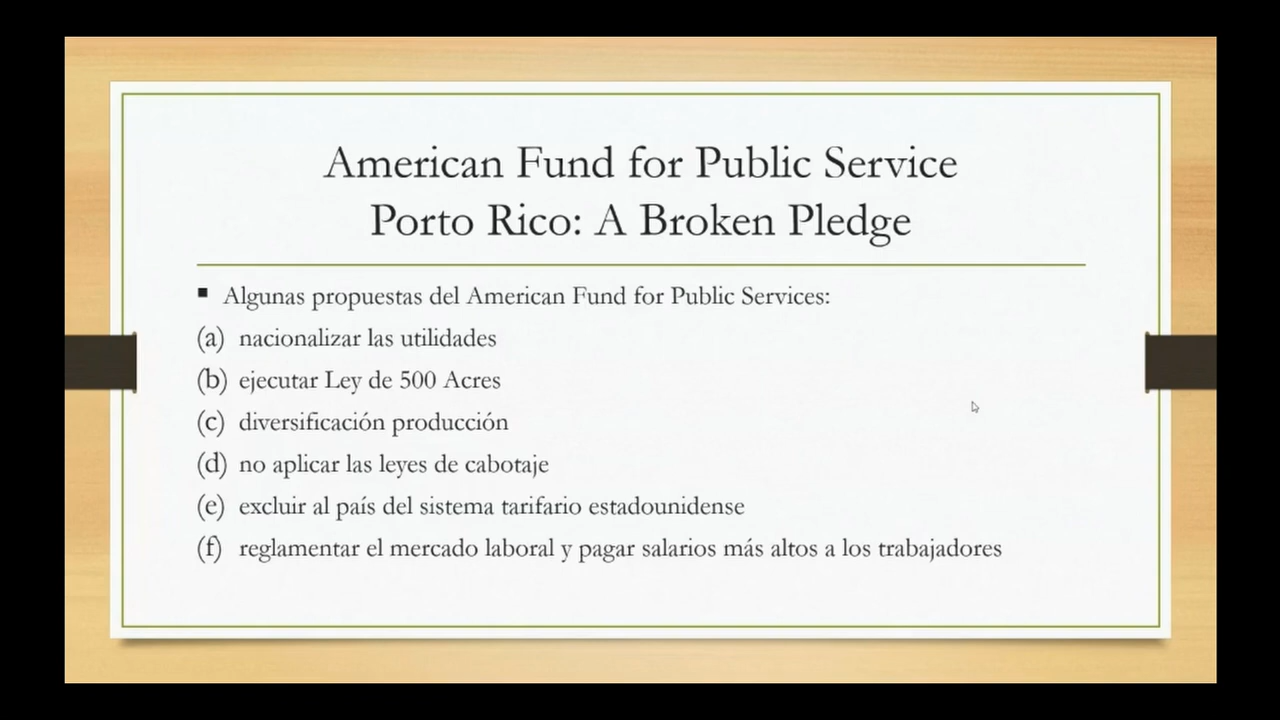 American Fund for Public Service
Porto Rico: A Broken Pledge
▪ Algunas propuestas del American Fund for Public Services:
(a) nacionalizar las utilidades
(b) ejecutar Ley de 500 Acres
(c) diversificación producción
(d) no aplicar las leyes de cabotaje
(e) excluir al país del sistema tarifario estadounidense
(f) reglamentar el mercado laboral y pagar salarios más altos a los trabajadores